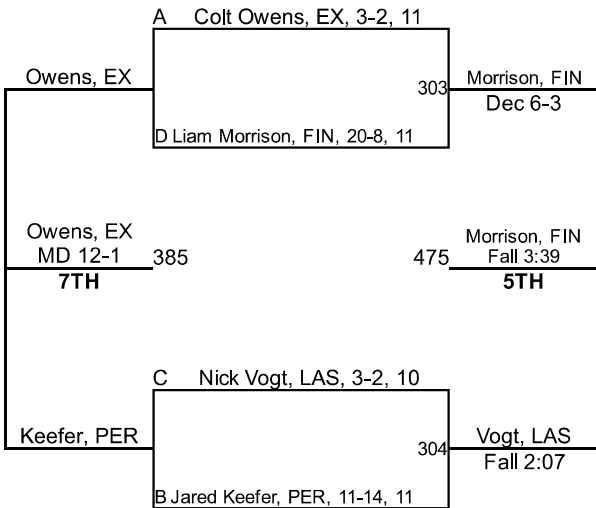 A Colt Owens, EX, 3-2, 11
Owens, EX
303
Morrison, FIN
Dec 6-3
D Liam Morrison, FIN, 20-8, 11
Owens, EX
MD 12-1
7TH
385
475
Morrison, FIN
Fall 3:39
5TH
C Nick Vogt, LAS, 3-2, 10
Keefer, PER
304
Vogt, LAS
Fall 2:07
B Jared Keefer, PER, 11-14, 11